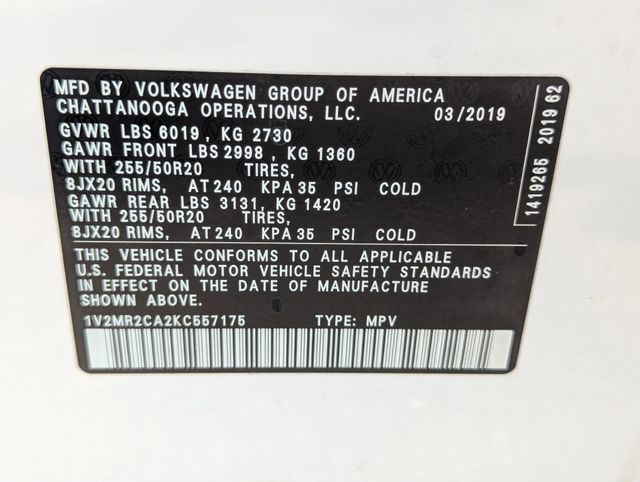 MFD BY VOLKSWAGEN GROUP OF AMERICA
CHATTANOOGA OPERATIONS, LLC. 03/2019
GVWR LBS 6019, KG 2730
GAWR FRONT LBS 2998, KG 1360
WITH 255/50R20 TIRES,
8JX20 RIMS, AT 240 KPA 35 PSI COLD
GAWR REAR LBS 3131, KG 1420
WITH 255/50R20 TIRES,
8JX20 RIMS, AT 240 KPA 35 PSI COLD
THIS VEHICLE CONFORMS TO ALL APPLICABLE
U.S. FEDERAL MOTOR VEHICLE SAFETY STANDARDS
IN EFFECT ON THE DATE OF MANUFACTURE
SHOWN ABOVE.
1V2MR2CA2KC557175 TYPE: MPV
1419265 2019 62